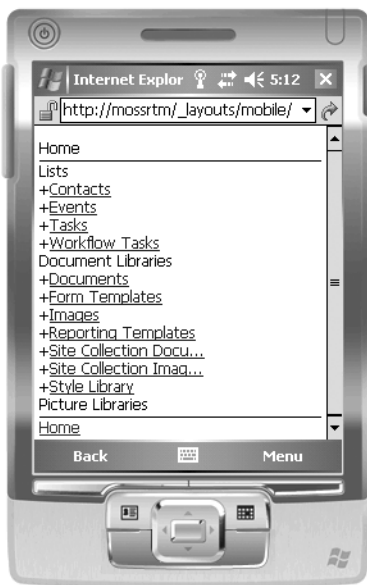 Internet Explor 5:12
http://mossrtm/_layouts/mobile/
Home
Lists
+Contacts
+Events
+Tasks
+Workflow Tasks
Document Libraries
+Documents
+Form Templates
+Images
+Reporting Templates
+Site Collection Docu...
+Site Collection Imag...
+Style Library
Picture Libraries
Home
Back Menu